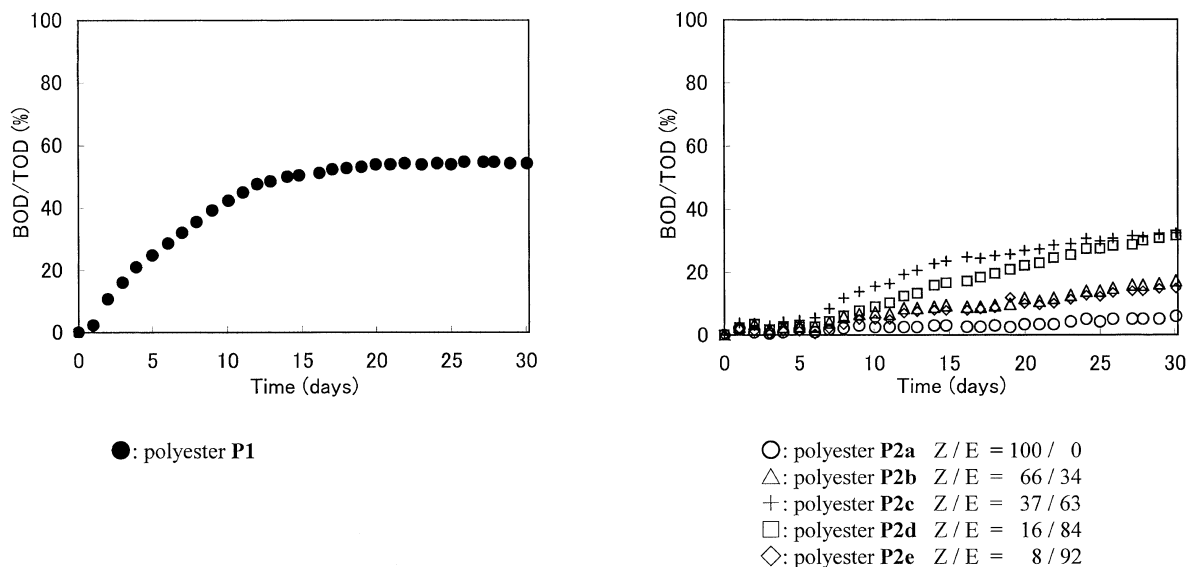 100
80
60
40
20
0
BOD/TOD (%)
0 5 10 15 20 25 30
Time (days)
●: polyester P1
100
80
60
40
20
0
BOD/TOD (%)
0 5 10 15 20 25 30
Time (days)
○: polyester P2a Z / E = 100 / 0
△: polyester P2b Z / E = 66 / 34
+: polyester P2c Z / E = 37 / 63
□: polyester P2d Z / E = 16 / 84
◇: polyester P2e Z / E = 8 / 92